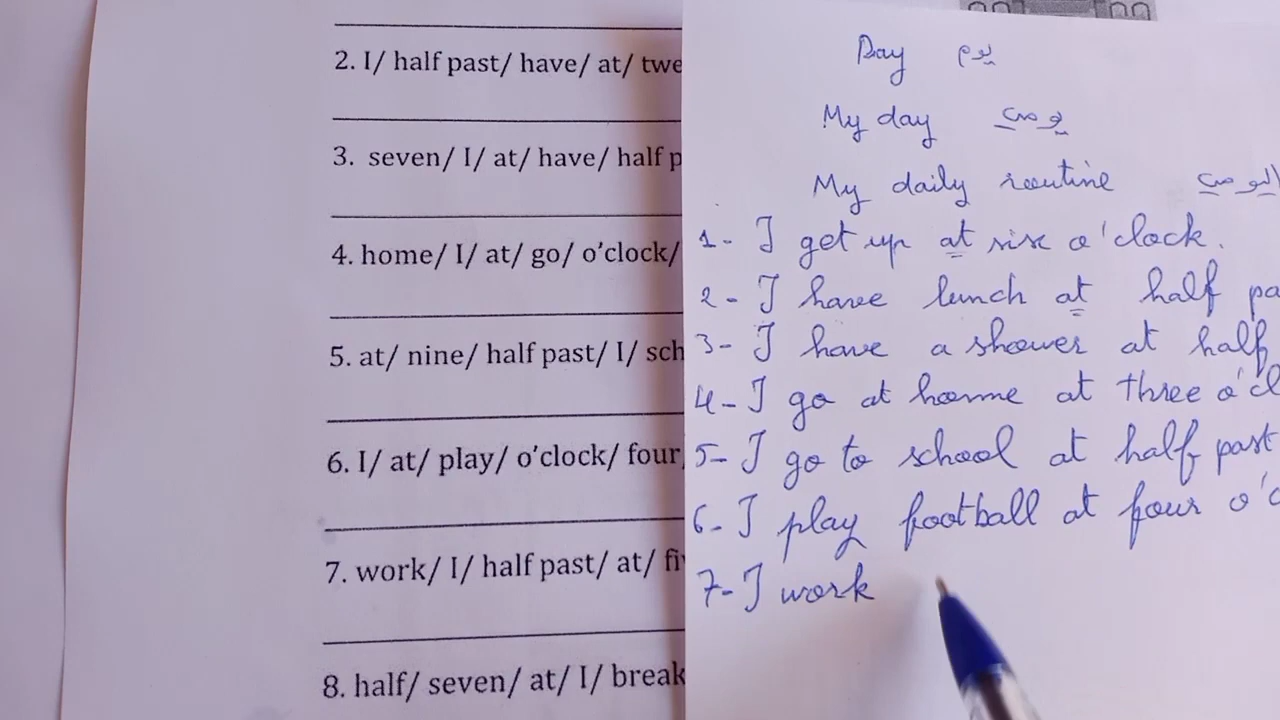 2. I/ half past/ have/ at/ twe
3. seven/ I/ at/ have/ half p
4. home/ I/ at/ go/ o'clock/
5. at/ nine/ half past/ I/ sch
6. I/ at/ play/ o'clock/ four/
7. work/ I/ half past/ at/ fi
8. half/ seven/ at/ I/ break
Day يوم
My day يومي
My daily routine اليومي
1- I get up at six o'clock.
2- I have lunch at half pa
3- I have a shower at half
4- I go at home at three o'cl
5- I go to school at half past
6- I play football at four o'c
7- I work